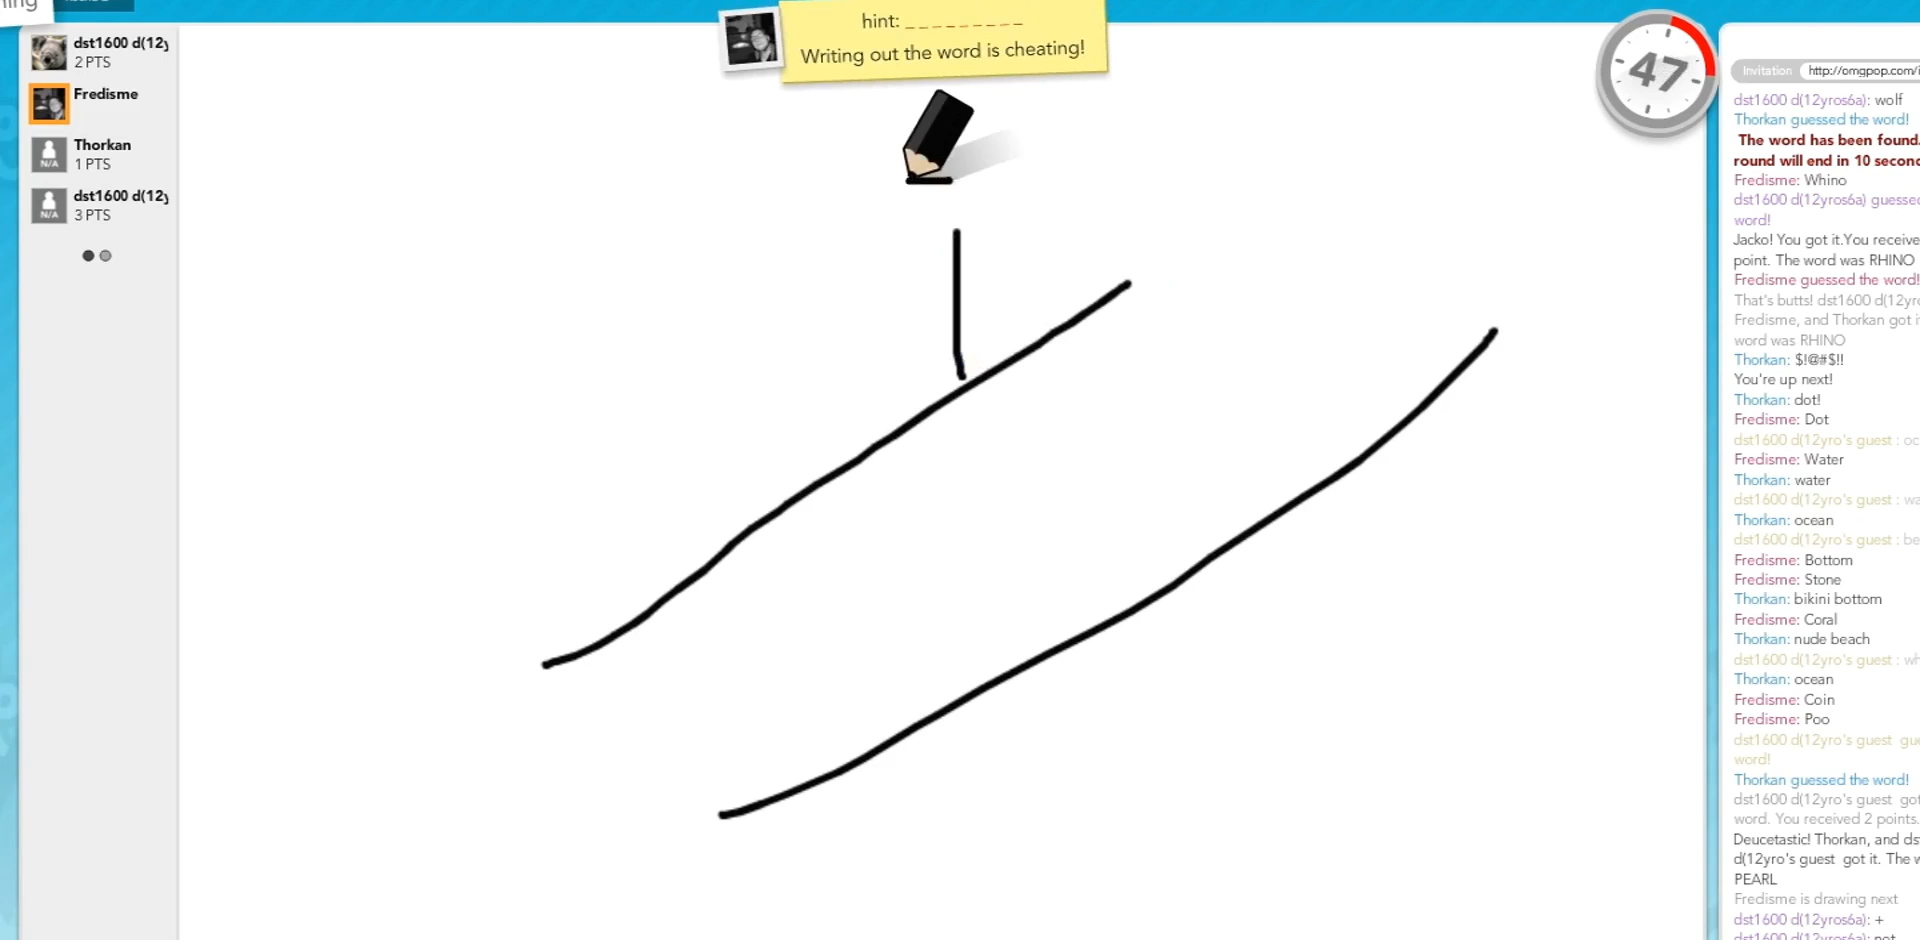 hint: _ _ _ _ _ _ _ _ _
Writing out the word is cheating!
47
dst1600 d(12y
2 PTS
Fredisme
Thorkan
1 PTS
N/A
dst1600 d(12y
3 PTS
N/A
Invitation http://omgpop.com/i
dst1600 d(12yros6a): wolf
Thorkan guessed the word!
The word has been found.
round will end in 10 second
Fredisme: Whino
dst1600 d(12yros6a) guessed
word!
Jacko! You got it.You receive
point. The word was RHINO
Fredisme guessed the word!
That's butts! dst1600 d(12yr
Fredisme, and Thorkan got i
word was RHINO
Thorkan: $!@#$!!
You're up next!
Thorkan: dot!
Fredisme: Dot
dst1600 d(12yro's guest : oc
Fredisme: Water
Thorkan: water
dst1600 d(12yro's guest : wa
Thorkan: ocean
dst1600 d(12yro's guest : be
Fredisme: Bottom
Fredisme: Stone
Thorkan: bikini bottom
Fredisme: Coral
Thorkan: nude beach
dst1600 d(12yro's guest : wh
Thorkan: ocean
Fredisme: Coin
Fredisme: Poo
dst1600 d(12yro's guest gue
word!
Thorkan guessed the word!
dst1600 d(12yro's guest got
word. You received 2 points.
Deucetastic! Thorkan, and ds
d(12yro's guest got it. The w
PEARL
Fredisme is drawing next
dst1600 d(12yros6a): +
dst1600 d(12yros6a):